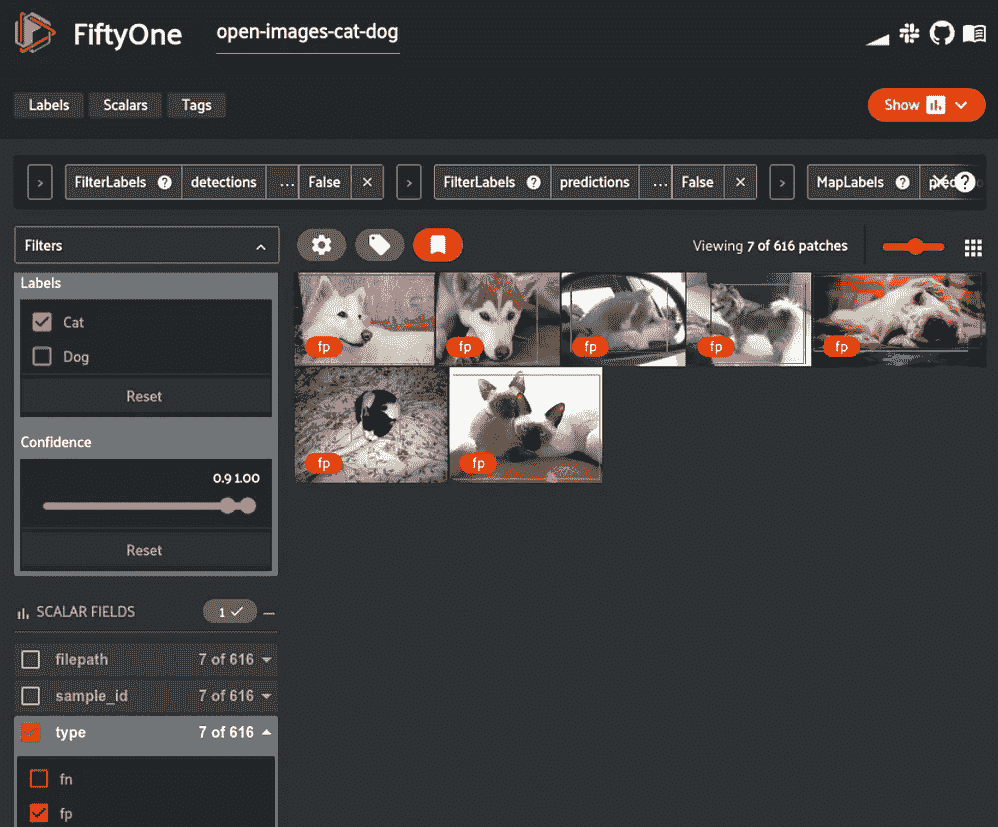 FiftyOne open-images-cat-dog
Labels Scalars Tags
Show
> FilterLabels ? detections ... False × > FilterLabels ? predictions ... False × > MapLabels ? ?
Filters
Viewing 7 of 616 patches
Labels
Cat
Dog
Reset
Confidence
0.9 1.00
Reset
fp fp fp fp fp
fp fp
SCALAR FIELDS 1
filepath 7 of 616
sample_id 7 of 616
type 7 of 616
fn
fp